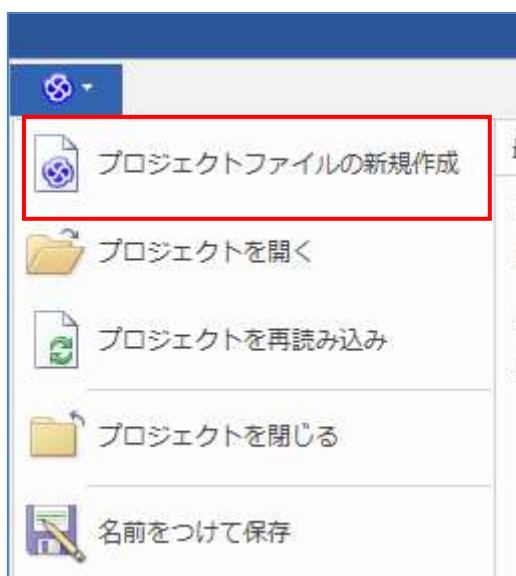 プロジェクトファイルの新規作成
プロジェクトを開く
プロジェクトを再読み込み
プロジェクトを閉じる
名前をつけて保存